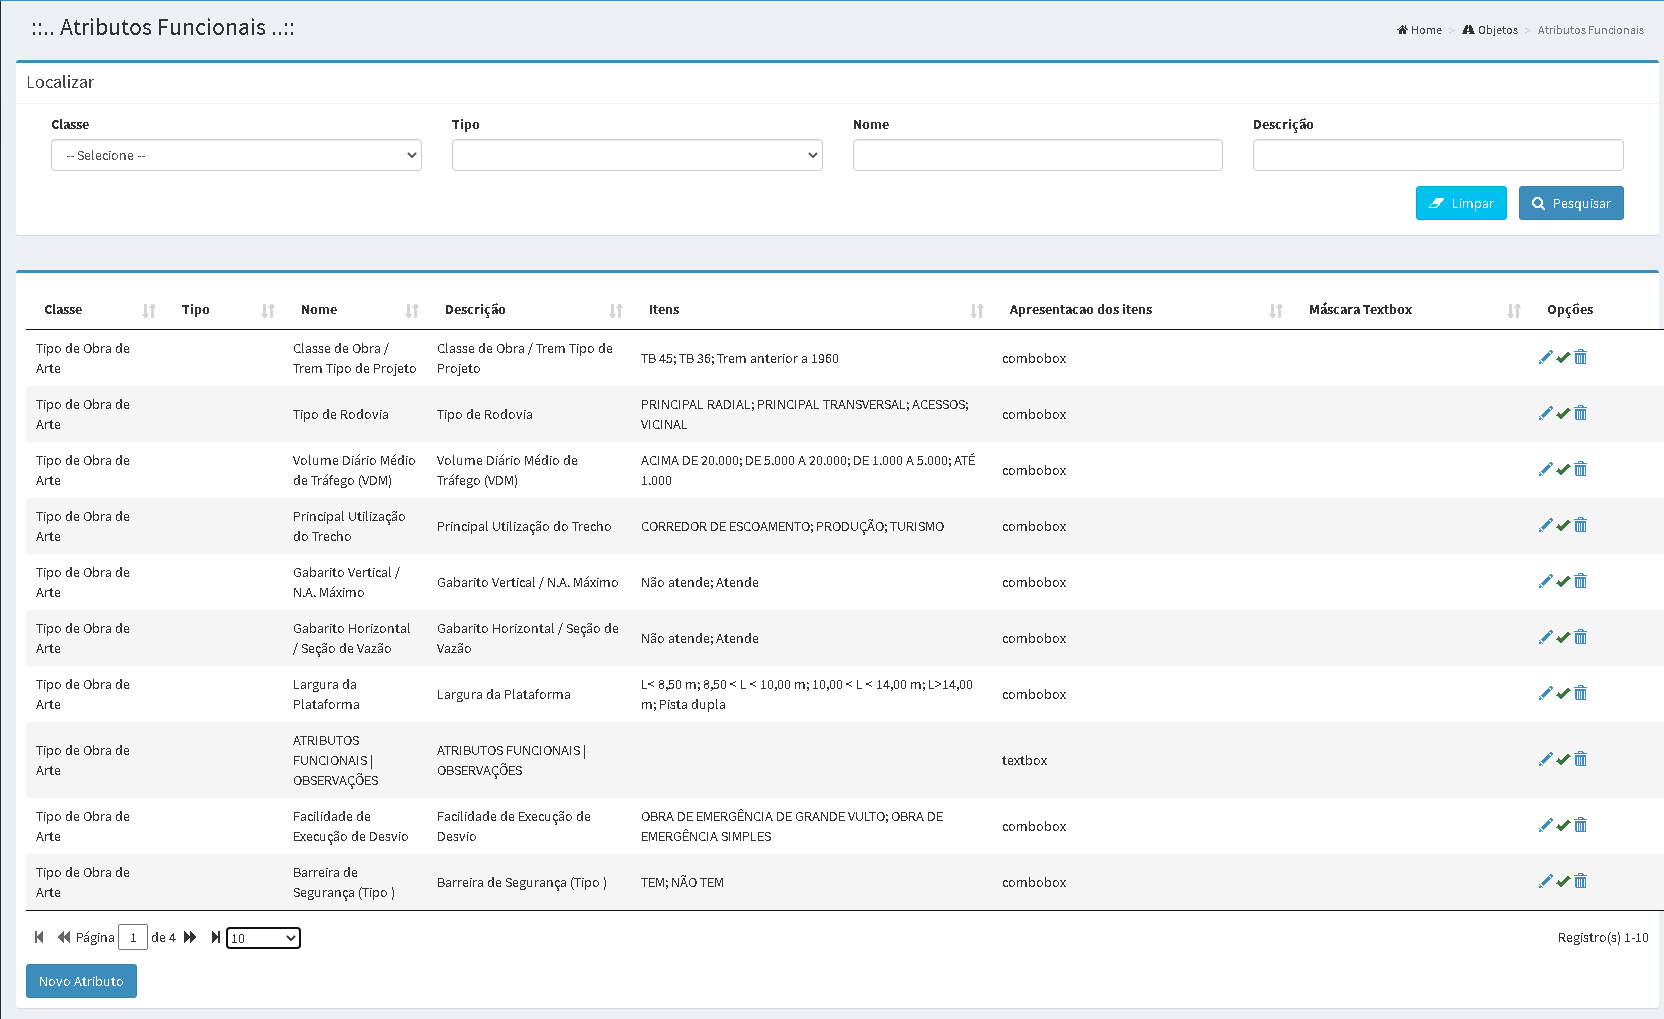 ::.. Atributos Funcionais ..::
Home > Objetos > Atributos Funcionais
Localizar
Classe Tipo Nome Descrição
-- Selecione --
Limpar Pesquisar
Classe Tipo Nome Descrição Itens Apresentacao dos itens Máscara Textbox Opções
Tipo de Obra de
Arte
Classe de Obra /
Trem Tipo de Projeto
Classe de Obra / Trem Tipo de
Projeto
TB 45; TB 36; Trem anterior a 1960
combobox
Tipo de Obra de
Arte
Tipo de Rodovia
Tipo de Rodovia
PRINCIPAL RADIAL; PRINCIPAL TRANSVERSAL; ACESSOS;
VICINAL
combobox
Tipo de Obra de
Arte
Volume Diário Médio
de Tráfego (VDM)
Volume Diário Médio de
Tráfego (VDM)
ACIMA DE 20.000; DE 5.000 A 20.000; DE 1.000 A 5.000; ATÉ
1.000
combobox
Tipo de Obra de
Arte
Principal Utilização
do Trecho
Principal Utilização do Trecho
CORREDOR DE ESCOAMENTO; PRODUÇÃO; TURISMO
combobox
Tipo de Obra de
Arte
Gabarito Vertical /
N.A. Máximo
Gabarito Vertical / N.A. Máximo
Não atende; Atende
combobox
Tipo de Obra de
Arte
Gabarito Horizontal
/ Seção de Vazão
Gabarito Horizontal / Seção de
Vazão
Não atende; Atende
combobox
Tipo de Obra de
Arte
Largura da
Plataforma
Largura da Plataforma
L< 8,50 m; 8,50 < L < 10,00 m; 10,00 < L < 14,00 m; L>14,00
m; Pista dupla
combobox
Tipo de Obra de
Arte
ATRIBUTOS
FUNCIONAIS |
OBSERVAÇÕES
ATRIBUTOS FUNCIONAIS |
OBSERVAÇÕES
textbox
Tipo de Obra de
Arte
Facilidade de
Execução de Desvio
Facilidade de Execução de
Desvio
OBRA DE EMERGÊNCIA DE GRANDE VULTO; OBRA DE
EMERGÊNCIA SIMPLES
combobox
Tipo de Obra de
Arte
Barreira de
Segurança (Tipo )
Barreira de Segurança (Tipo )
TEM; NÃO TEM
combobox
Página 1 de 4 10
Registro(s) 1-10
Novo Atributo